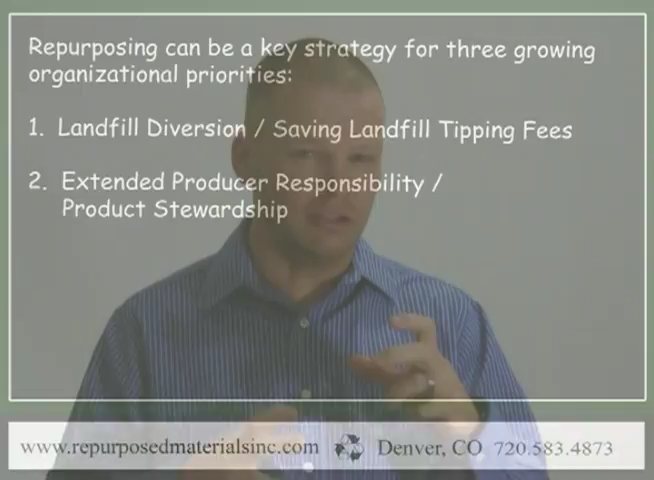 Repurposing can be a key strategy for three growing
organizational priorities:
1. Landfill Diversion / Saving Landfill Tipping Fees
2. Extended Producer Responsibility /
Product Stewardship
www.repurposedmaterialsinc.com Denver, CO 720.583.4873